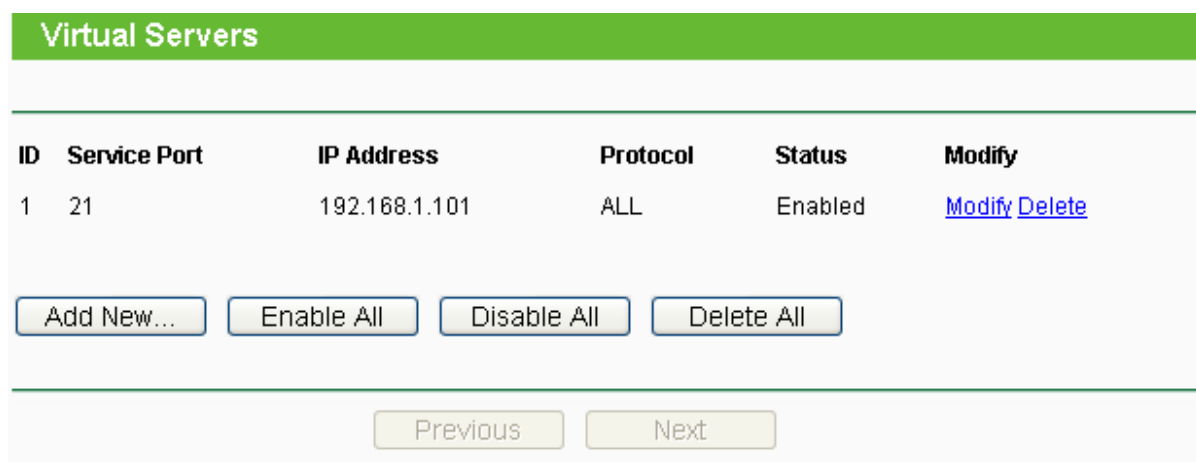 Virtual Servers
ID Service Port IP Address Protocol Status Modify
1 21 192.168.1.101 ALL Enabled Modify Delete
Add New... Enable All Disable All Delete All
Previous Next